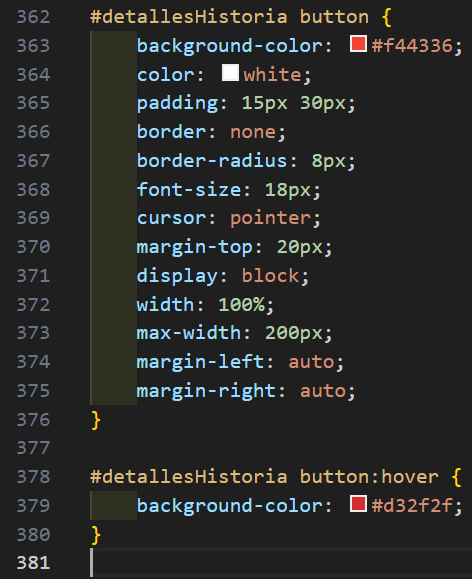 362 #detallesHistoria button {
363     background-color: #f44336;
364     color: white;
365     padding: 15px 30px;
366     border: none;
367     border-radius: 8px;
368     font-size: 18px;
369     cursor: pointer;
370     margin-top: 20px;
371     display: block;
372     width: 100%;
373     max-width: 200px;
374     margin-left: auto;
375     margin-right: auto;
376 }
377
378 #detallesHistoria button:hover {
379     background-color: #d32f2f;
380 }
381